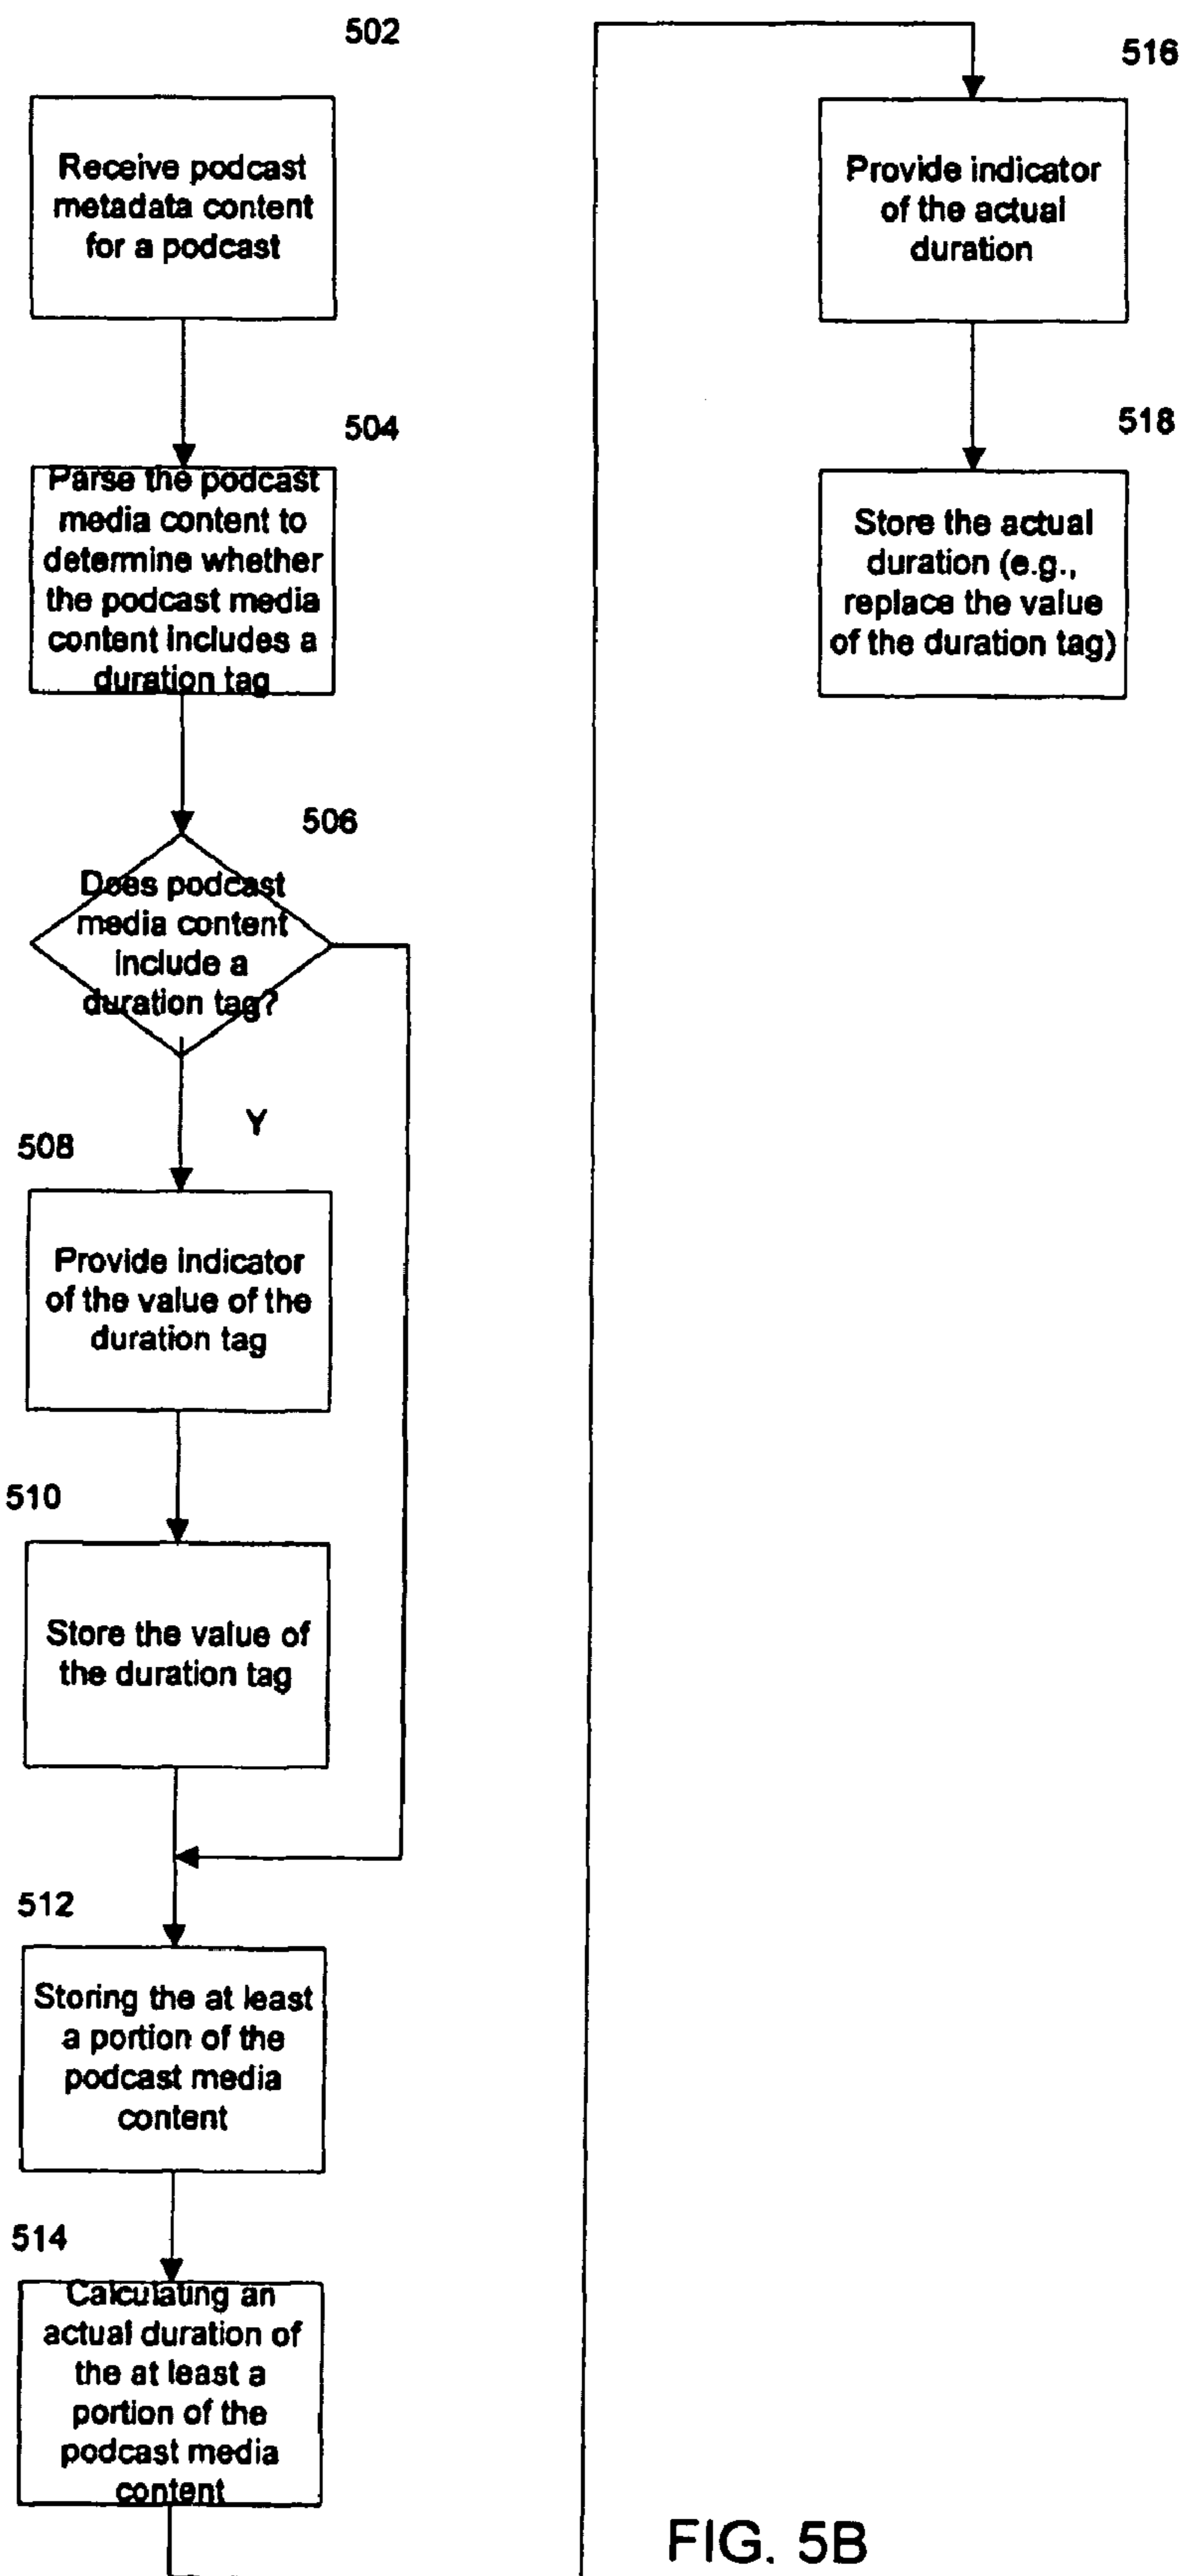 502
Receive podcast
metadata content
for a podcast
504
Parse the podcast
media content to
determine whether
the podcast media
content includes a
duration tag
506
Does podcast
media content
include a
duration tag?
Y
508
Provide indicator
of the value of the
duration tag
510
Store the value of
the duration tag
512
Storing the at least
a portion of the
podcast media
content
514
Calculating an
actual duration of
the at least a
portion of the
podcast media
content
516
Provide indicator
of the actual
duration
518
Store the actual
duration (e.g.,
replace the value
of the duration tag)
FIG. 5B